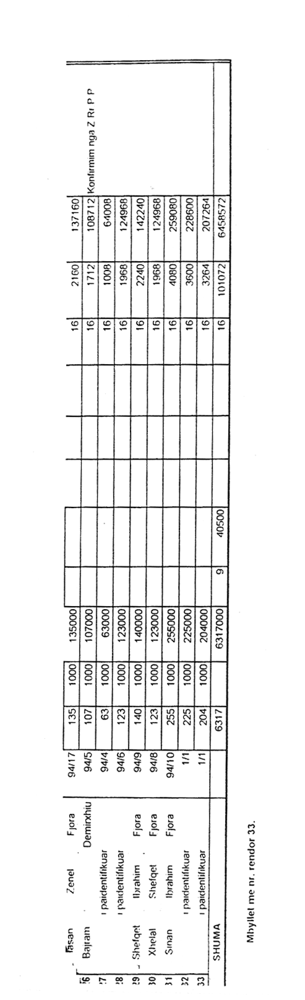 Zenel Fjora 94/17 135 1000 135000 16 2160 137160
26 Bajram Demirxhiu 94/5 107 1000 107000 16 1712 108712 Konfirmim nga Z Rr P P
27 I paidentifikuar 94/4 63 1000 63000 16 1008 64008
28 I paidentifikuar 94/6 123 1000 123000 16 1968 124968
29 Shefqet Ibrahim Fjora 94/9 140 1000 140000 16 2240 142240
30 Xhelal Shefqet Fjora 94/8 123 1000 123000 16 1968 124968
31 Sinan Ibrahim Fjora 94/10 255 1000 255000 16 4080 259080
32 I paidentifikuar 1/1 225 1000 225000 16 3600 228600
33 I paidentifikuar 1/1 204 1000 204000 16 3264 207264
SHUMA 6317 6317000 9 40500 16 101072 6458572
Mbyllet me nr. rendor 33.